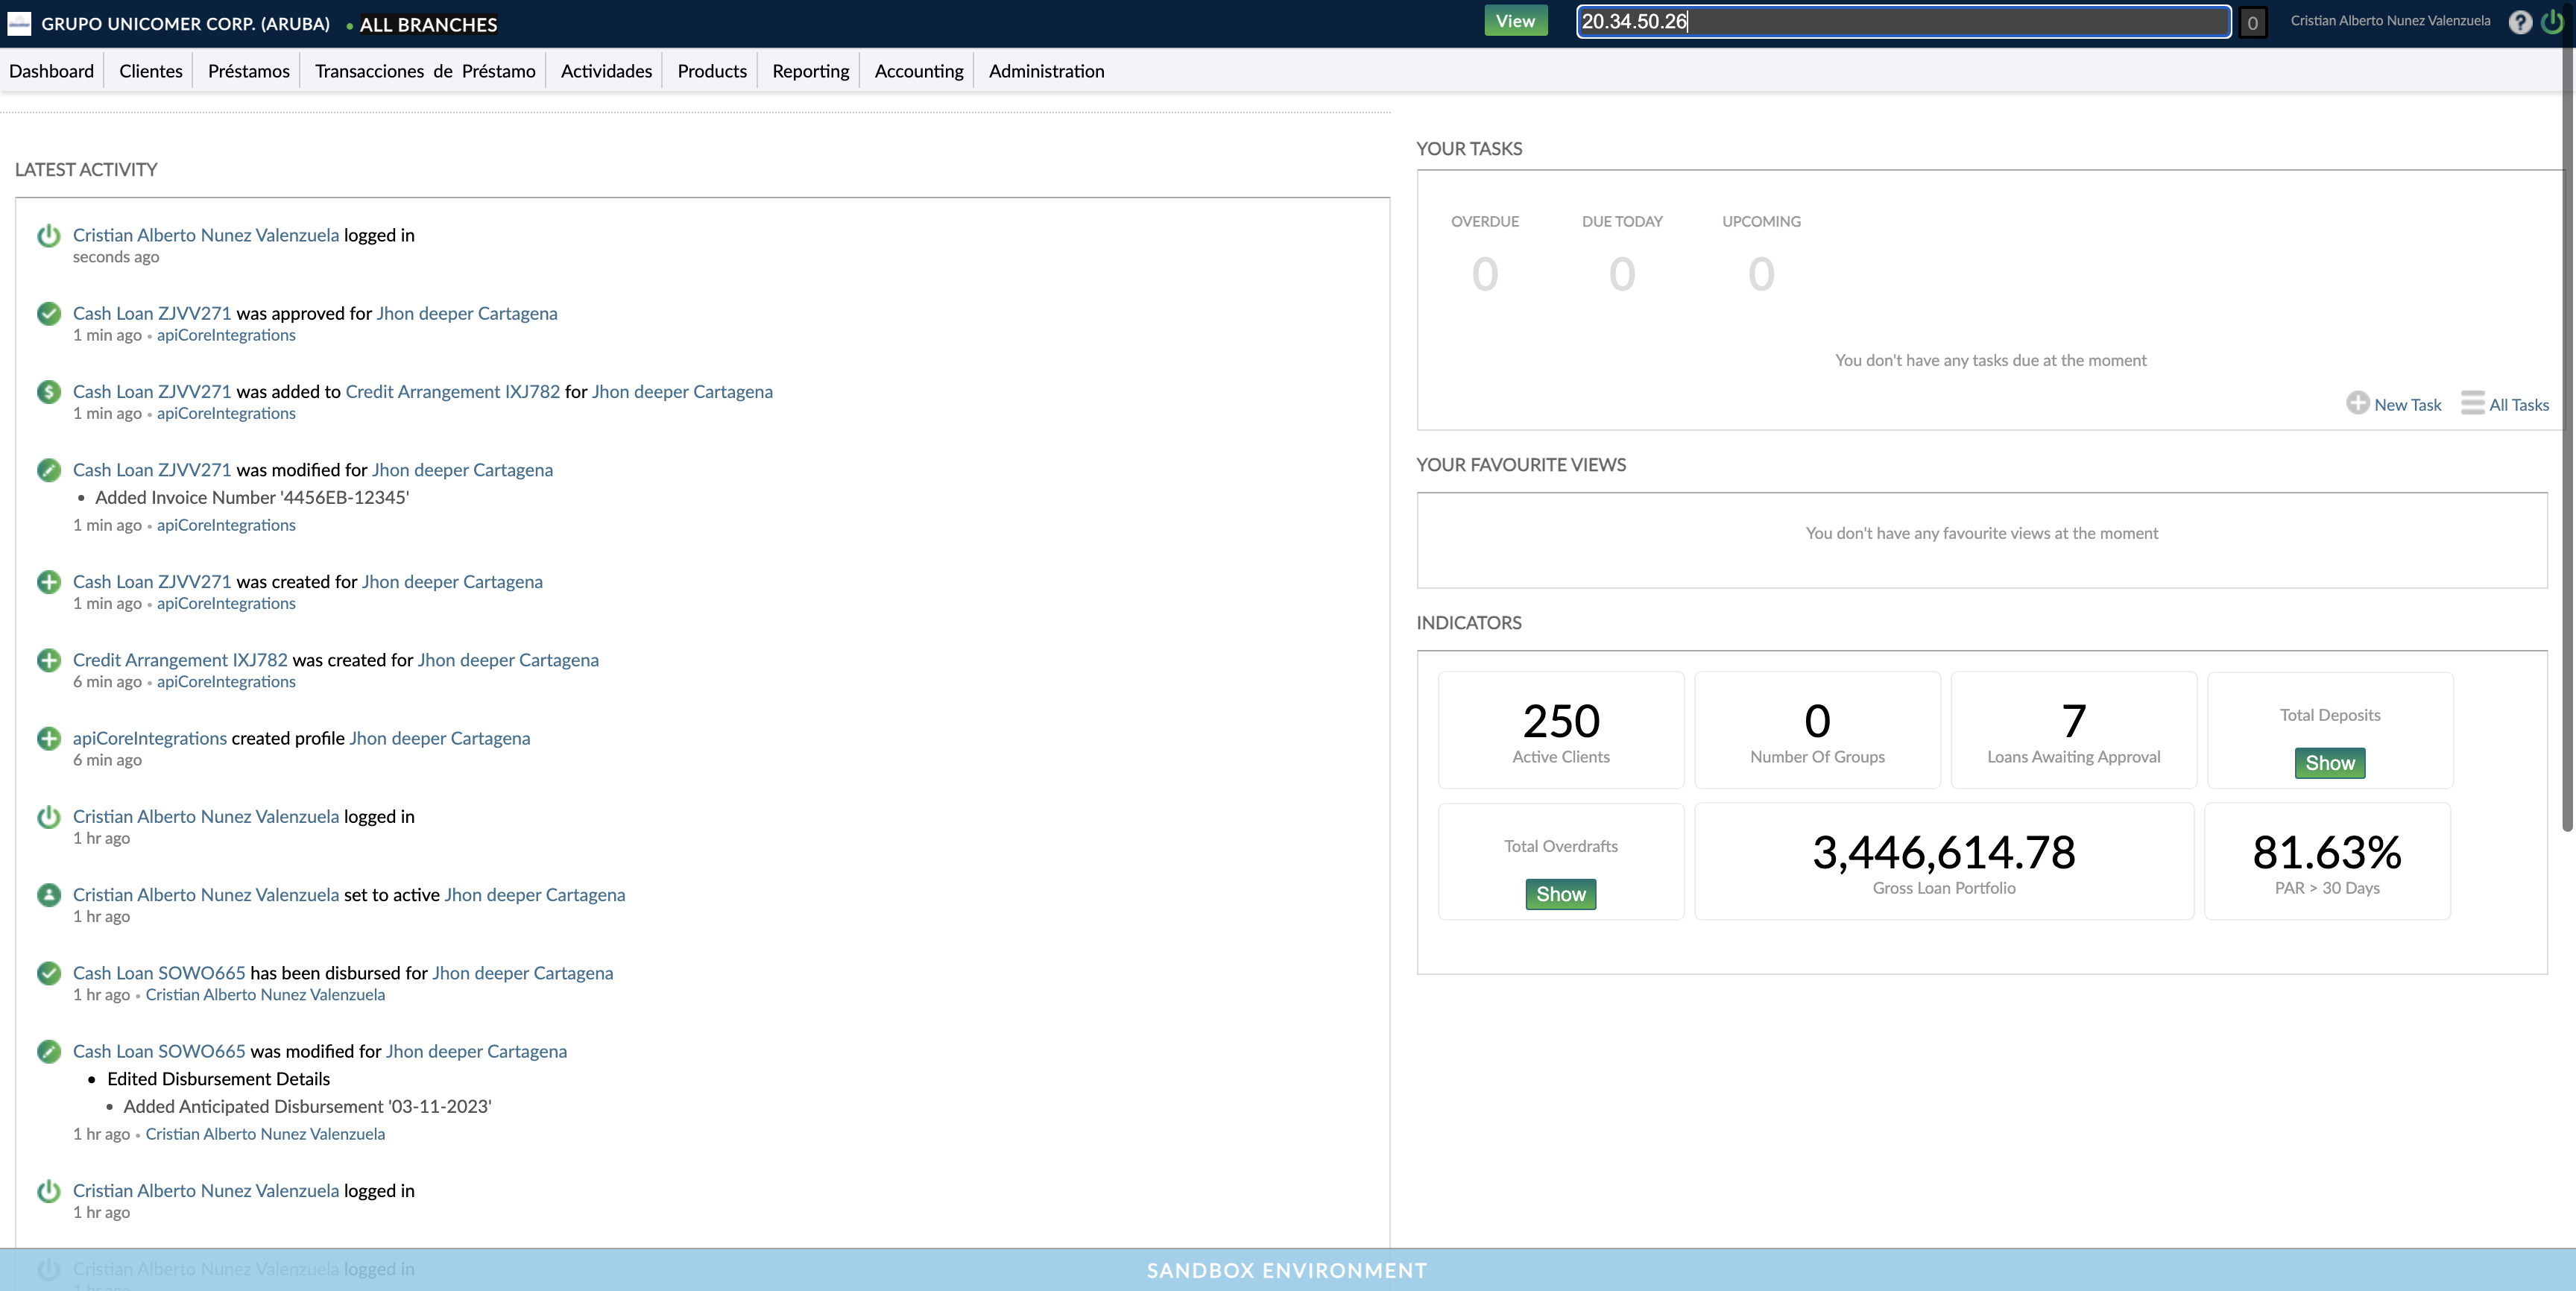 GRUPO UNICOMER CORP. (ARUBA) • ALL BRANCHES View 20.34.50.26 0 Cristian Alberto Nunez Valenzuela ?
Dashboard Clientes Préstamos Transacciones de Préstamo Actividades Products Reporting Accounting Administration
LATEST ACTIVITY
Cristian Alberto Nunez Valenzuela logged in
seconds ago
Cash Loan ZJVV271 was approved for Jhon deeper Cartagena
1 min ago • apiCoreIntegrations
Cash Loan ZJVV271 was added to Credit Arrangement IXJ782 for Jhon deeper Cartagena
1 min ago • apiCoreIntegrations
Cash Loan ZJVV271 was modified for Jhon deeper Cartagena
• Added Invoice Number '4456EB-12345'
1 min ago • apiCoreIntegrations
Cash Loan ZJVV271 was created for Jhon deeper Cartagena
1 min ago • apiCoreIntegrations
Credit Arrangement IXJ782 was created for Jhon deeper Cartagena
6 min ago • apiCoreIntegrations
apiCoreIntegrations created profile Jhon deeper Cartagena
6 min ago
Cristian Alberto Nunez Valenzuela logged in
1 hr ago
Cristian Alberto Nunez Valenzuela set to active Jhon deeper Cartagena
1 hr ago
Cash Loan SOWO665 has been disbursed for Jhon deeper Cartagena
1 hr ago • Cristian Alberto Nunez Valenzuela
Cash Loan SOWO665 was modified for Jhon deeper Cartagena
• Edited Disbursement Details
• Added Anticipated Disbursement '03-11-2023'
1 hr ago • Cristian Alberto Nunez Valenzuela
Cristian Alberto Nunez Valenzuela logged in
1 hr ago
Cristian Alberto Nunez Valenzuela logged in
1 hr ago
YOUR TASKS
OVERDUE DUE TODAY UPCOMING
0 0 0
You don't have any tasks due at the moment
New Task All Tasks
YOUR FAVOURITE VIEWS
You don't have any favourite views at the moment
INDICATORS
250
Active Clients
0
Number Of Groups
7
Loans Awaiting Approval
Total Deposits
Show
Total Overdrafts
Show
3,446,614.78
Gross Loan Portfolio
81.63%
PAR > 30 Days
SANDBOX ENVIRONMENT